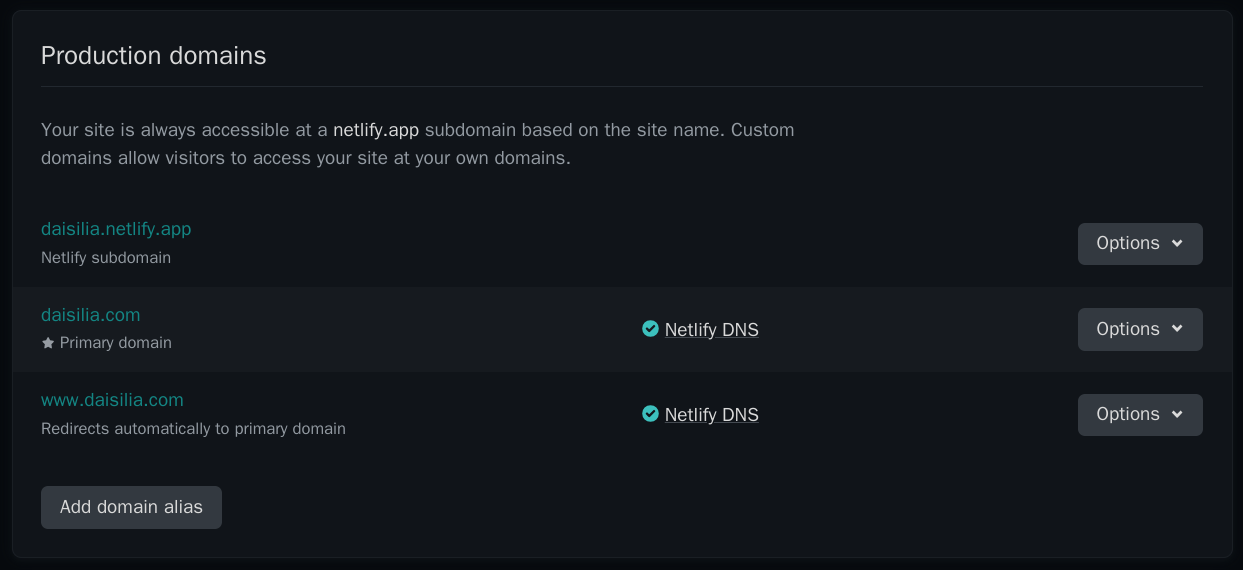 Production domains
Your site is always accessible at a netlify.app subdomain based on the site name. Custom
domains allow visitors to access your site at your own domains.
daisilia.netlify.app
Netlify subdomain
Options
daisilia.com
Primary domain
Netlify DNS
Options
www.daisilia.com
Redirects automatically to primary domain
Netlify DNS
Options
Add domain alias